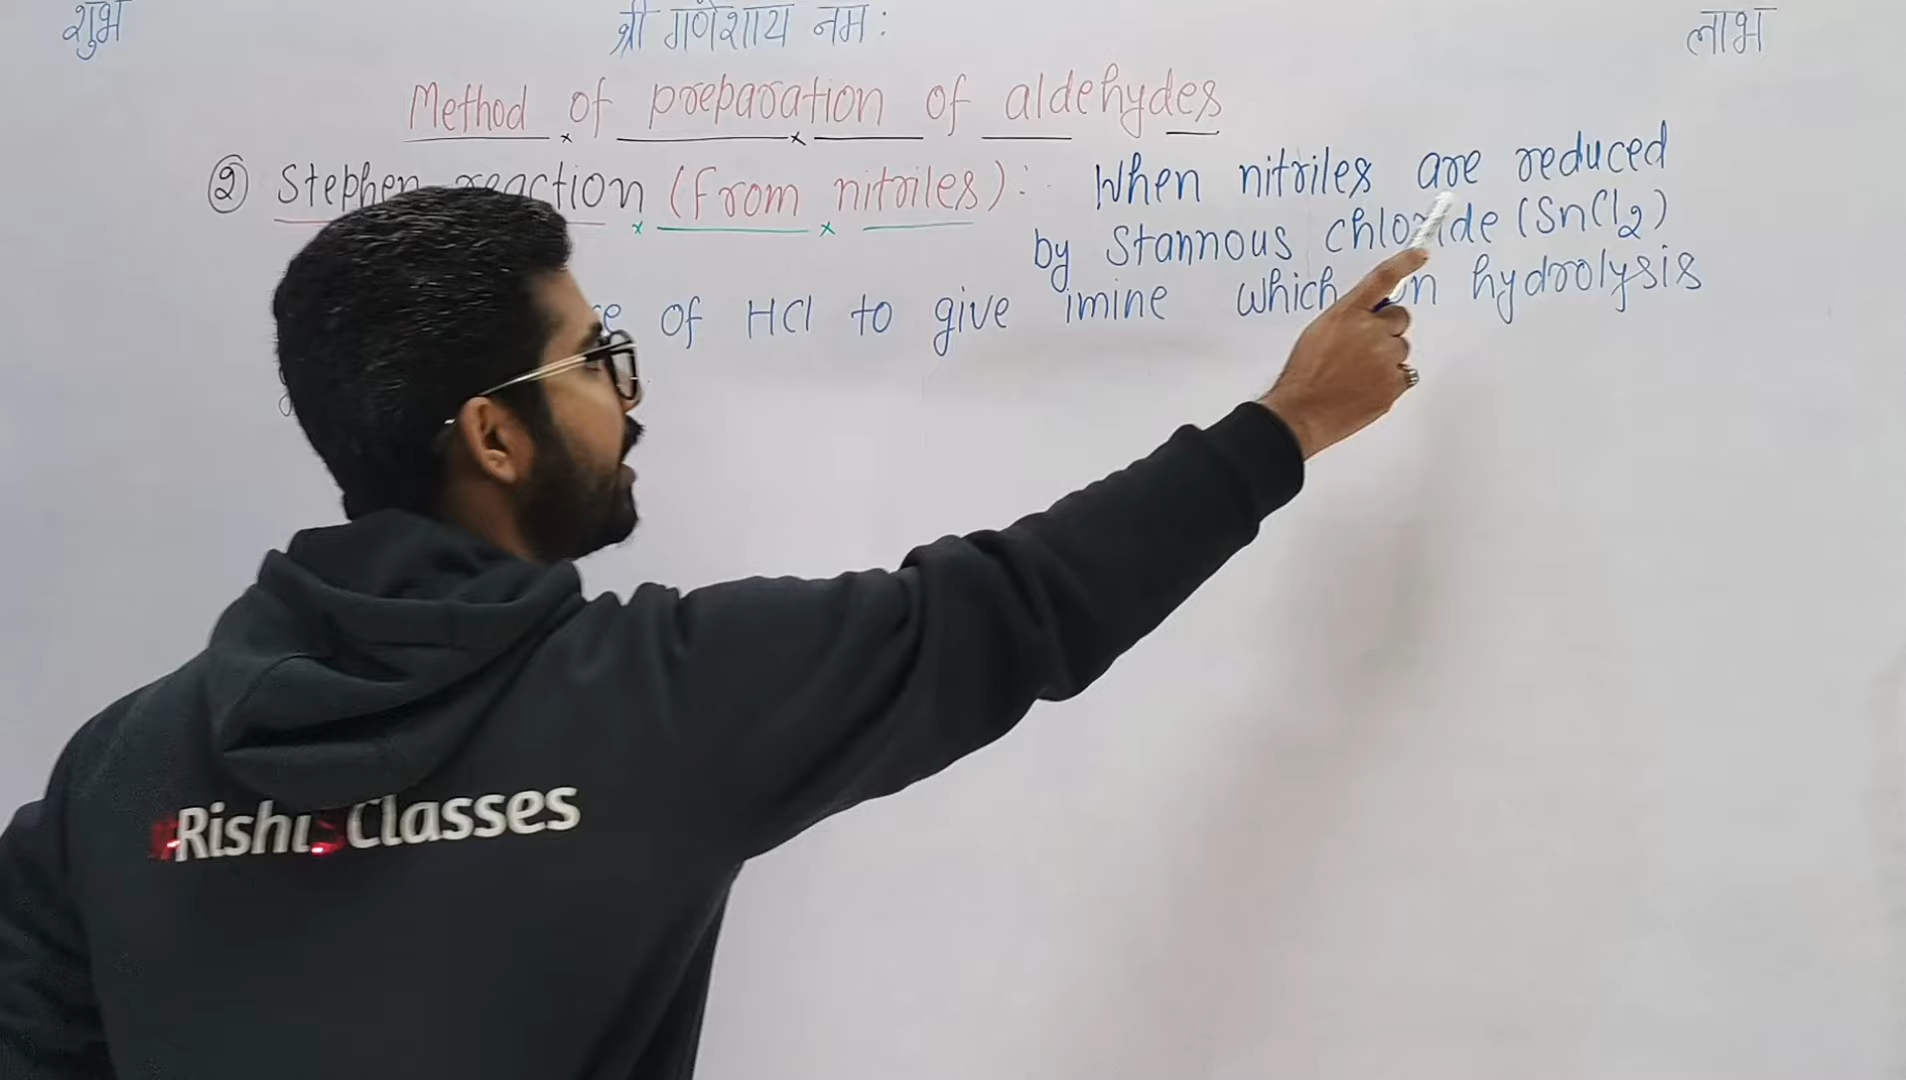 शुभ श्री गणेशाय नमः लाभ
Method of preparation of aldehydes
② Stephen reaction (From nitriles): When nitriles are reduced
by Stannous chloride (SnCl2)
of HCl to give imine which on hydrolysis
#Rishi Classes